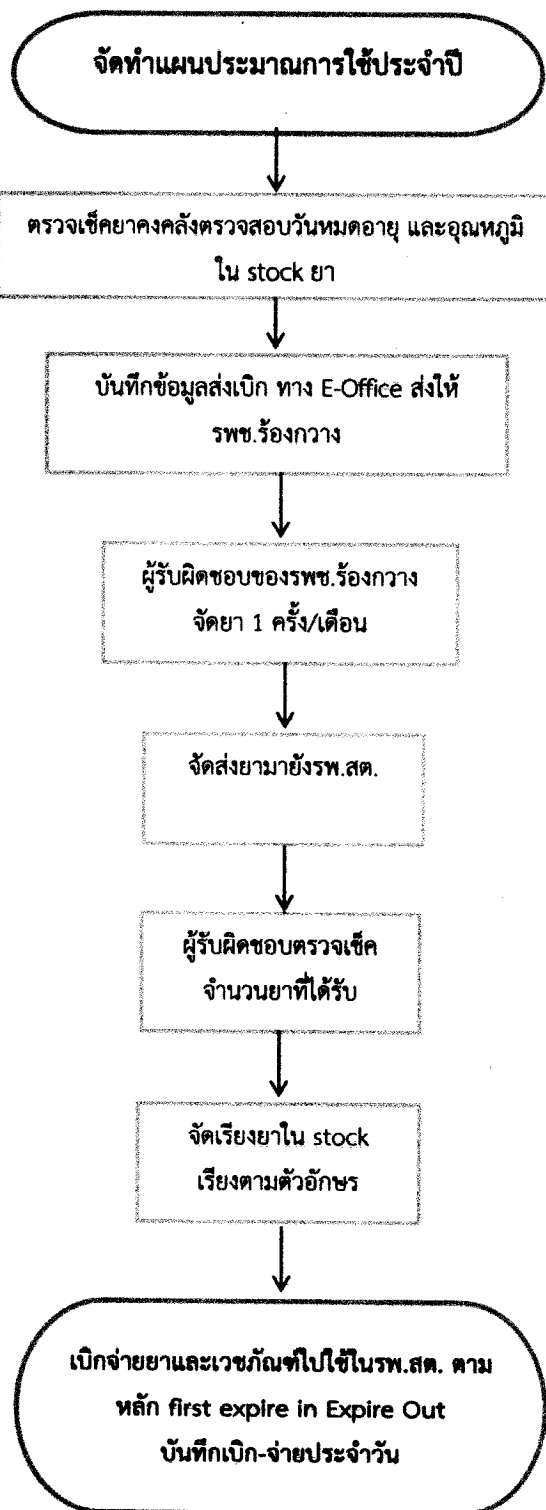 จัดทำแผนประมาณการใช้ประจำปี
ตรวจเช็คยาคงคลังตรวจสอบวันหมดอายุ และอุณหภูมิ
ใน stock ยา
บันทึกข้อมูลส่งเบิก ทาง E-Office ส่งให้
รพช.ร้องกวาง
ผู้รับผิดชอบของรพช.ร้องกวาง
จัดยา 1 ครั้ง/เดือน
จัดส่งยามายังรพ.สต.
ผู้รับผิดชอบตรวจเช็ค
จำนวนยาที่ได้รับ
จัดเรียงยาใน stock
เรียงตามตัวอักษร
เบิกจ่ายยาและเวชภัณฑ์ไปใช้ในรพ.สต. ตาม
หลัก first expire in Expire Out
บันทึกเบิก-จ่ายประจำวัน